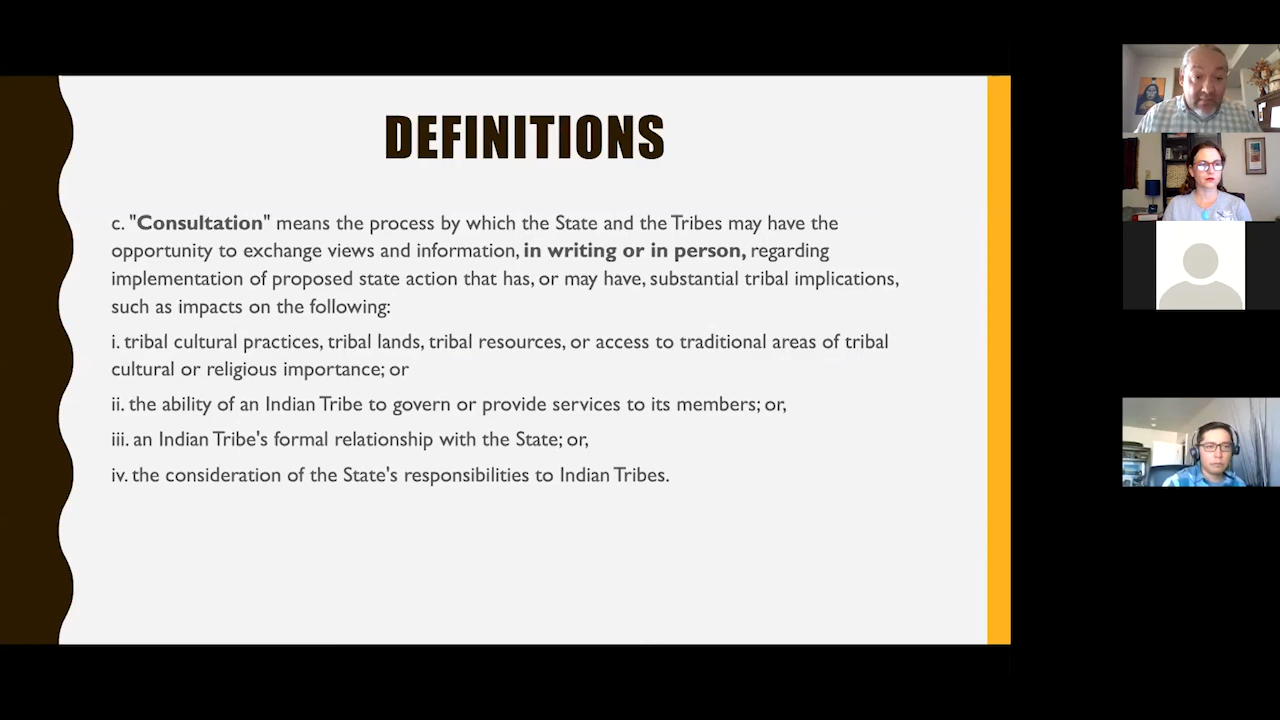 DEFINITIONS
c. "Consultation" means the process by which the State and the Tribes may have the
opportunity to exchange views and information, in writing or in person, regarding
implementation of proposed state action that has, or may have, substantial tribal implications,
such as impacts on the following:
i. tribal cultural practices, tribal lands, tribal resources, or access to traditional areas of tribal
cultural or religious importance; or
ii. the ability of an Indian Tribe to govern or provide services to its members; or,
iii. an Indian Tribe's formal relationship with the State; or,
iv. the consideration of the State's responsibilities to Indian Tribes.